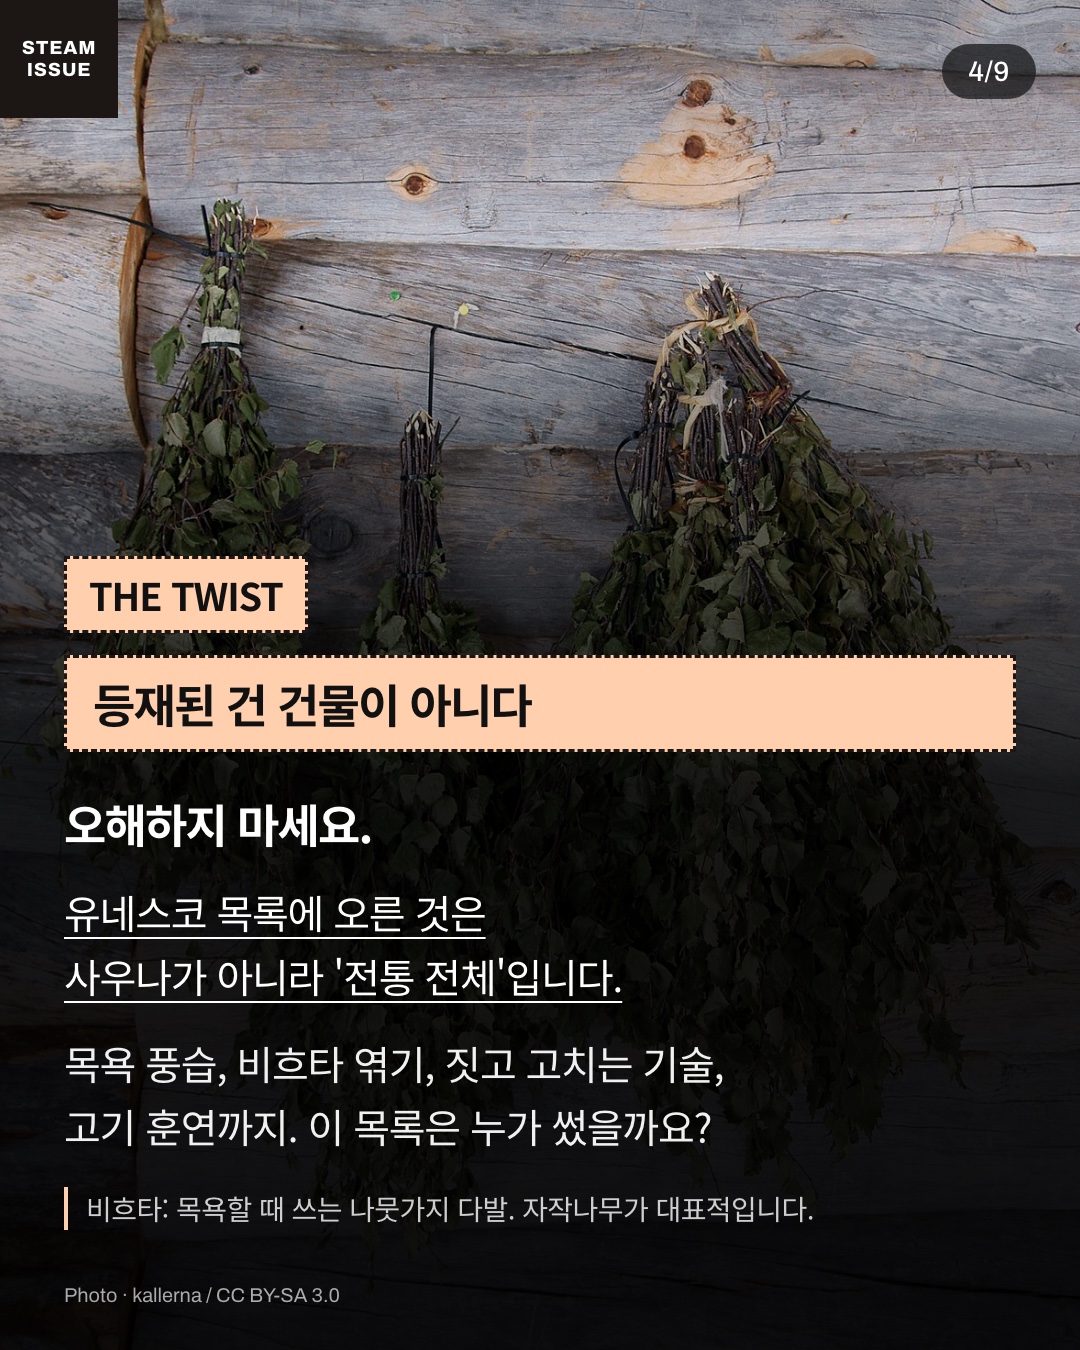 STEAM
ISSUE
4/9
THE TWIST
등재된 건 건물이 아니다
오해하지 마세요.
유네스코 목록에 오른 것은
사우나가 아니라 '전통 전체'입니다.
목욕 풍습, 비흐타 엮기, 짓고 고치는 기술,
고기 훈연까지. 이 목록은 누가 썼을까요?
비흐타: 목욕할 때 쓰는 나뭇가지 다발. 자작나무가 대표적입니다.
Photo · kallerna / CC BY-SA 3.0